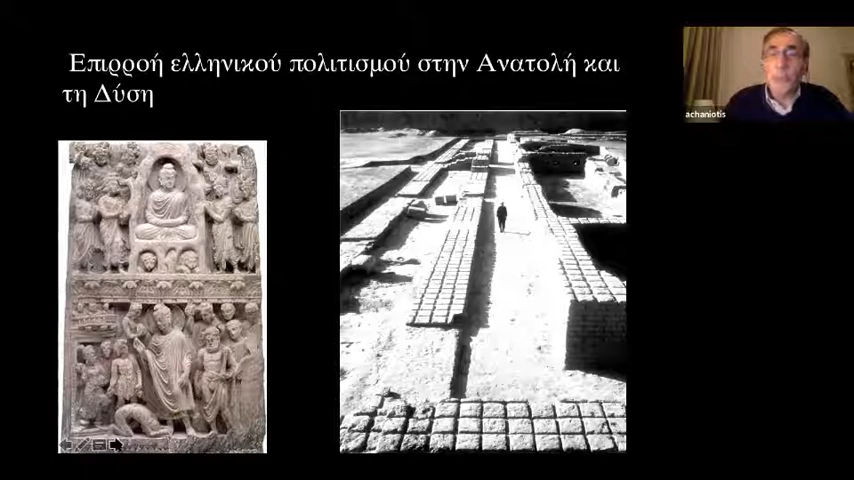 Επιρροή ελληνικού πολιτισμού στην Ανατολή και
τη Δύση
achaniotis